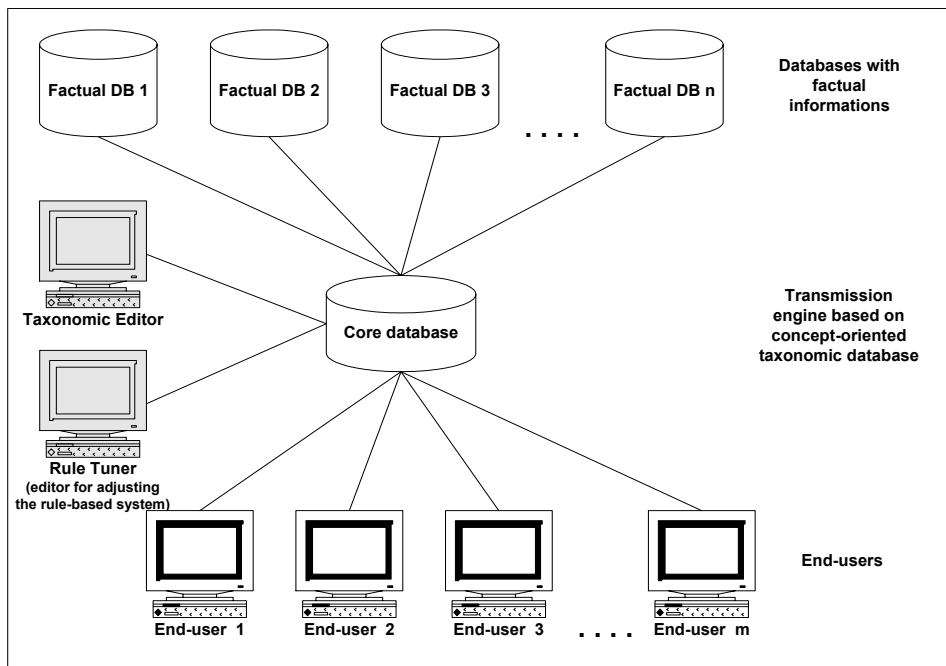 Factual DB 1
Factual DB 2
Factual DB 3
. . . .
Factual DB n
Databases with
factual
informations
Taxonomic Editor
Core database
Transmission
engine based on
concept-oriented
taxonomic database
Rule Tuner
(editor for adjusting
the rule-based system)
End-users
End-user 1
End-user 2
End-user 3
. . . .
End-user m